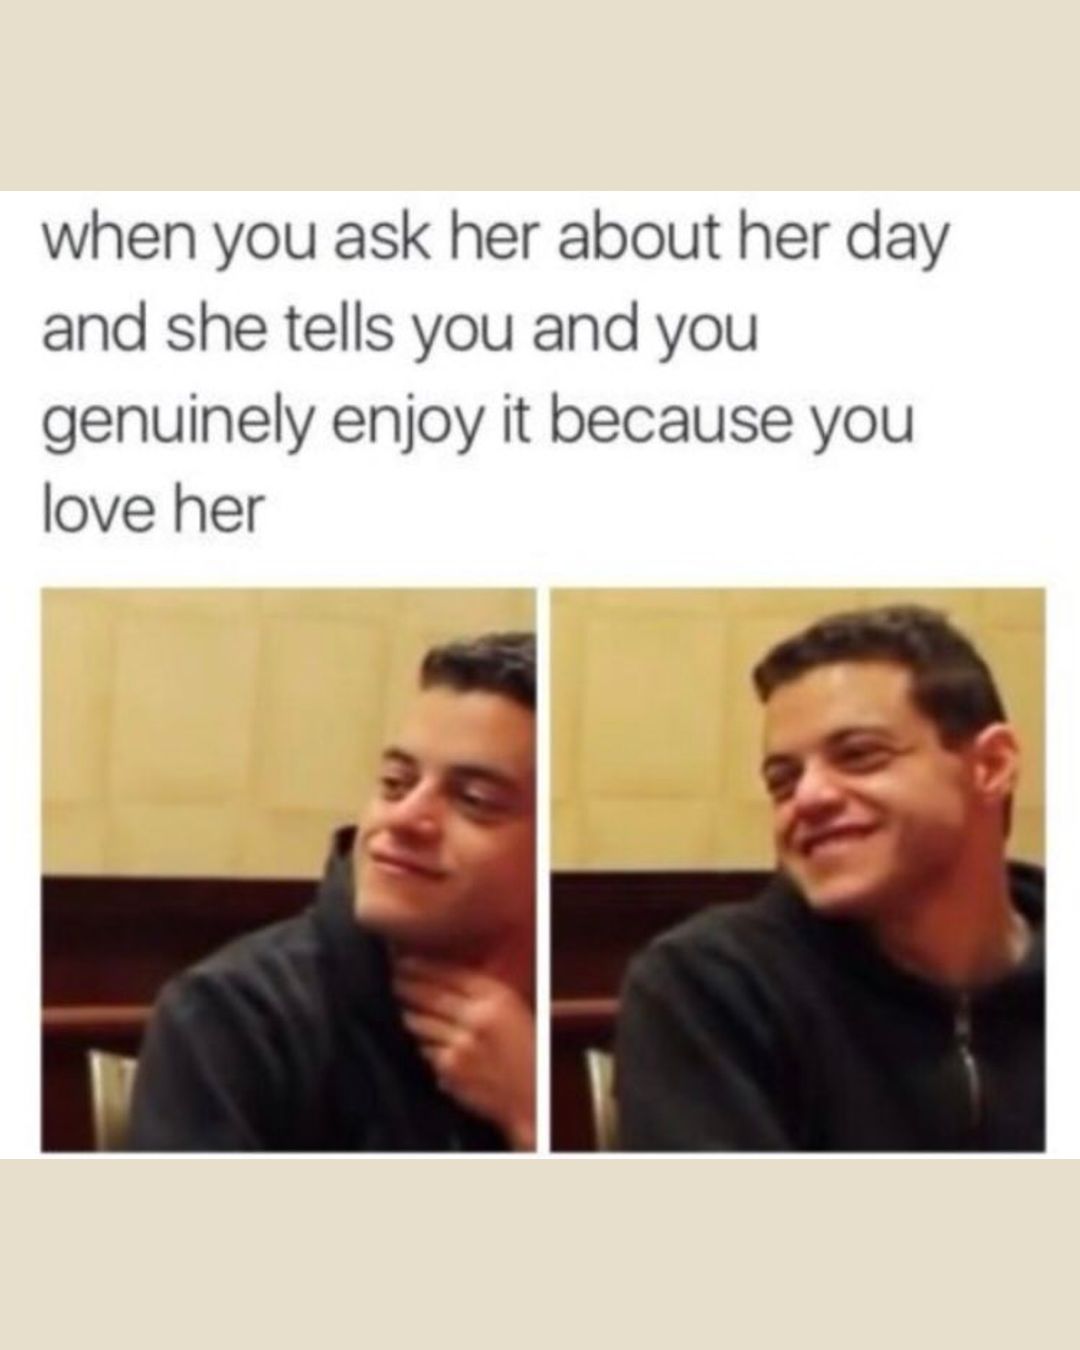 when you ask her about her day
and she tells you and you
genuinely enjoy it because you
love her